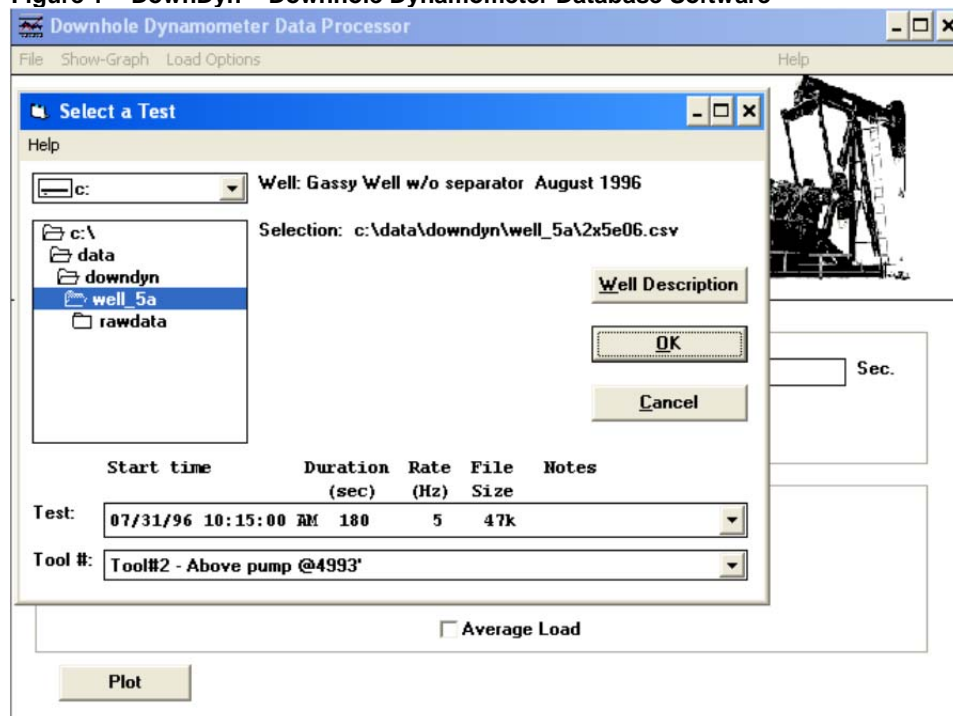 Figure 1 – DownDyn – Downhole Dynamometer Database Software
Downhole Dynamometer Data Processor
File Show-Graph Load Options Help
Select a Test
Help
c:
Well: Gassy Well w/o separator August 1996
c:\
data
downdyn
well_5a
rawdata
Selection: c:\data\downdyn\well_5a\2x5e06.csv
Well Description
OK
Cancel
Sec.
Start time Duration Rate File Notes
(sec) (Hz) Size
Test: 07/31/96 10:15:00 AM 180 5 47k
Tool #: Tool#2 - Above pump @4993'
Average Load
Plot